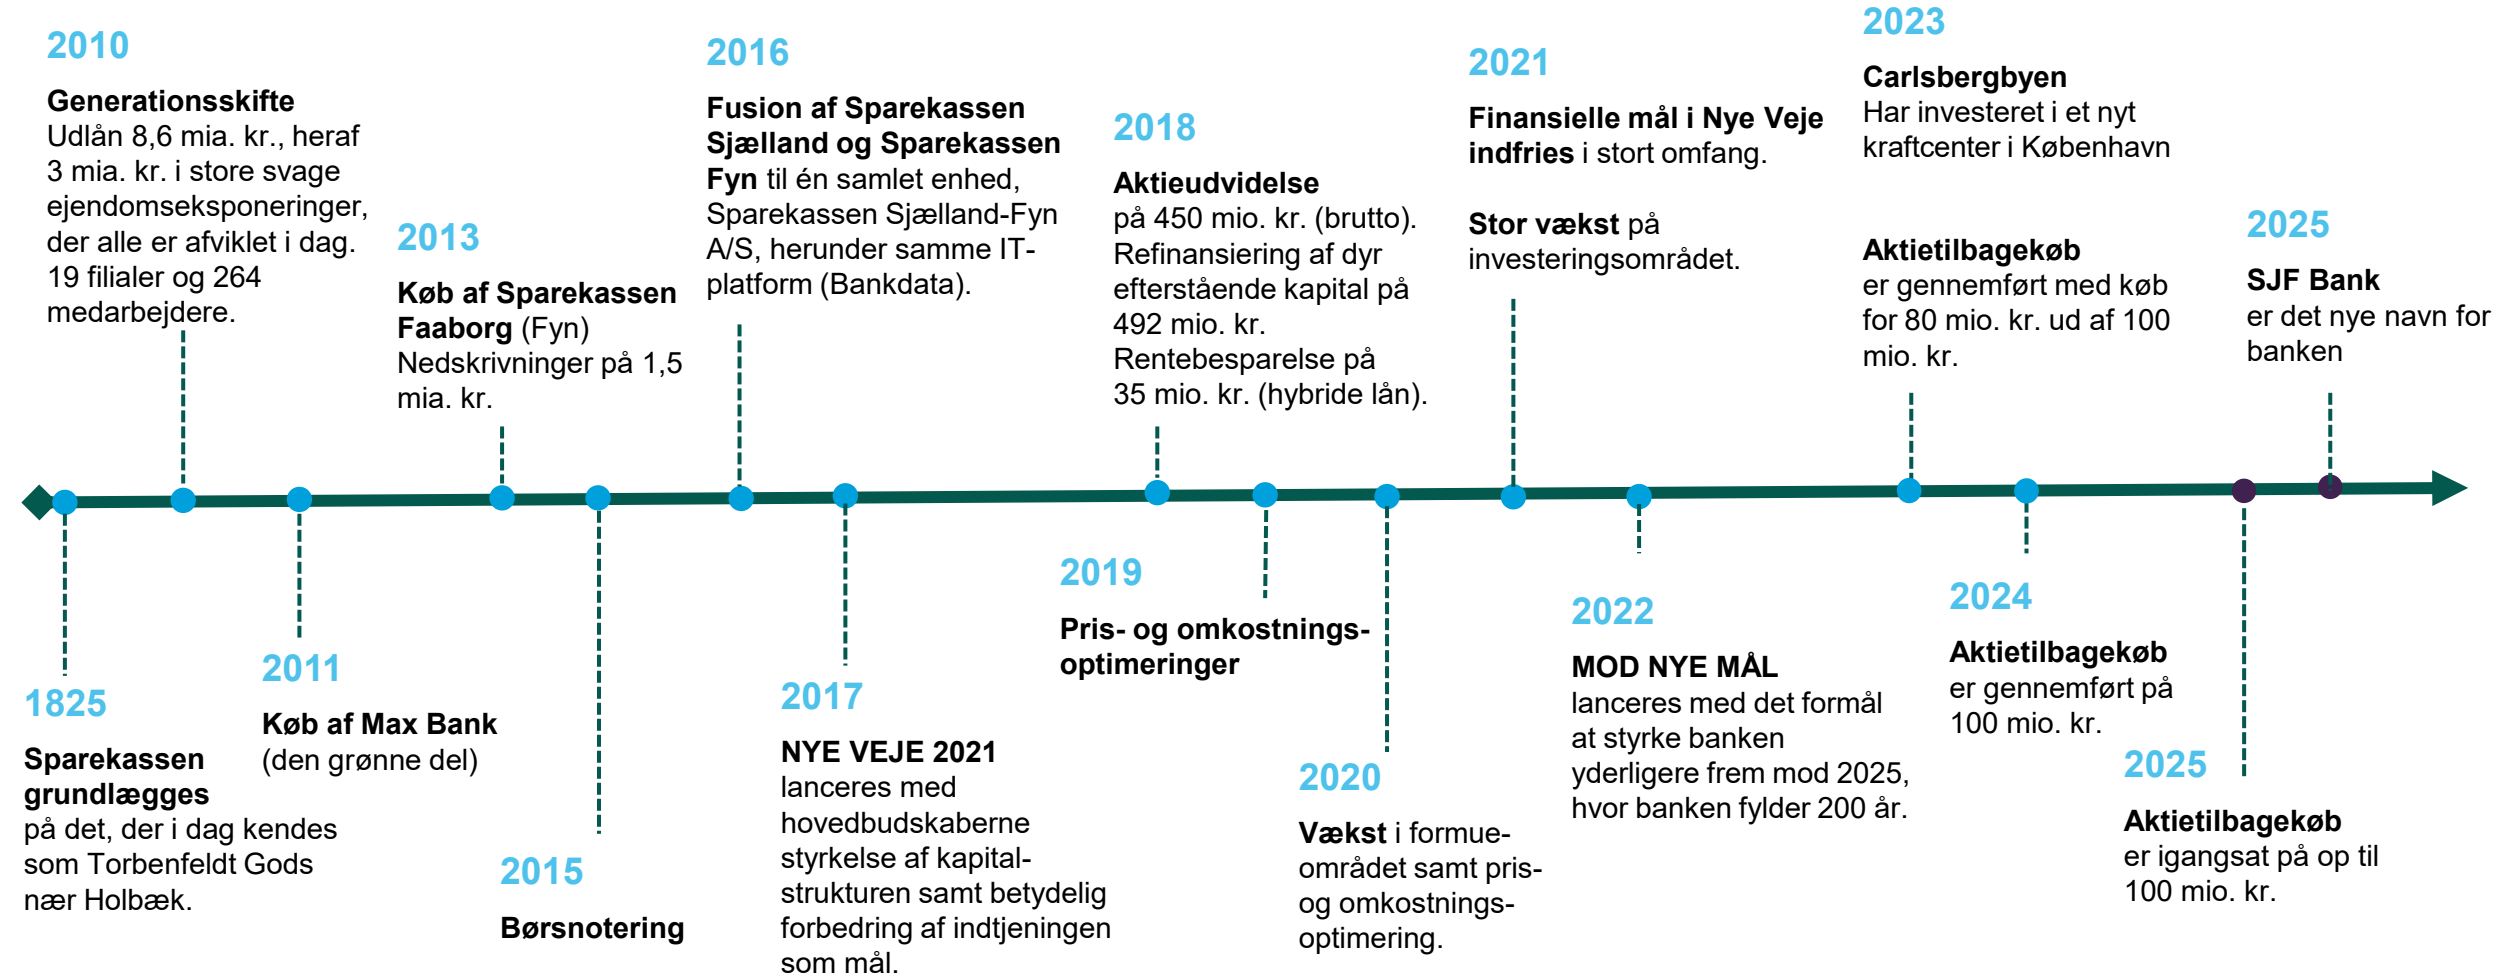 2010
Generationsskifte
Udlån 8,6 mia. kr., heraf
3 mia. kr. i store svage
ejendomseksponeringer,
der alle er afviklet i dag.
19 filialer og 264
medarbejdere.
2013
Køb af Sparekassen
Faaborg (Fyn)
Nedskrivninger på 1,5
mia. kr.
2016
Fusion af Sparekassen
Sjælland og Sparekassen
Fyn til én samlet enhed,
Sparekassen Sjælland-Fyn
A/S, herunder samme IT-
platform (Bankdata).
2018
Aktieudvidelse
på 450 mio. kr. (brutto).
Refinansiering af dyr
efterstående kapital på
492 mio. kr.
Rentebesparelse på
35 mio. kr. (hybride lån).
2021
Finansielle mål i Nye Veje
indfries i stort omfang.
Stor vækst på
investeringsområdet.
2023
Carlsbergbyen
Har investeret i et nyt
kraftcenter i København
Aktietilbagekøb
er gennemført med køb
for 80 mio. kr. ud af 100
mio. kr.
2025
SJF Bank
er det nye navn for
banken
1825
Sparekassen
grundlægges
på det, der i dag kendes
som Torbenfeldt Gods
nær Holbæk.
2011
Køb af Max Bank
(den grønne del)
2015
Børsnotering
2017
NYE VEJE 2021
lanceres med
hovedbudskaberne
styrkelse af kapital-
strukturen samt betydelig
forbedring af indtjeningen
som mål.
2019
Pris- og omkostnings-
optimeringer
2020
Vækst i formue-
området samt pris-
og omkostnings-
optimering.
2022
MOD NYE MÅL
lanceres med det formål
at styrke banken
yderligere frem mod 2025,
hvor banken fylder 200 år.
2024
Aktietilbagekøb
er gennemført på
100 mio. kr.
2025
Aktietilbagekøb
er igangsat på op til
100 mio. kr.